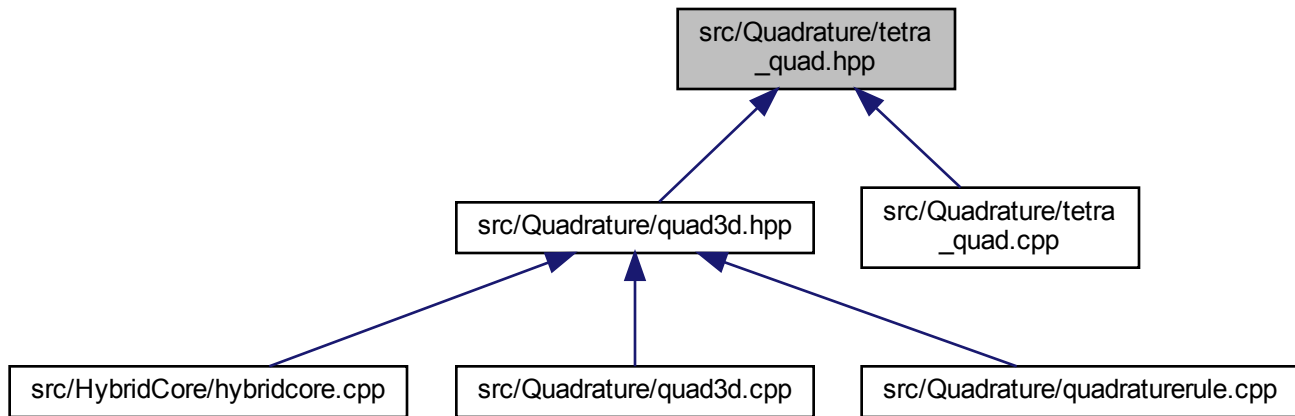 src/Quadrature/tetra
_quad.hpp
src/Quadrature/quad3d.hpp
src/Quadrature/tetra
_quad.cpp
src/HybridCore/hybridcore.cpp
src/Quadrature/quad3d.cpp
src/Quadrature/quadraturerule.cpp